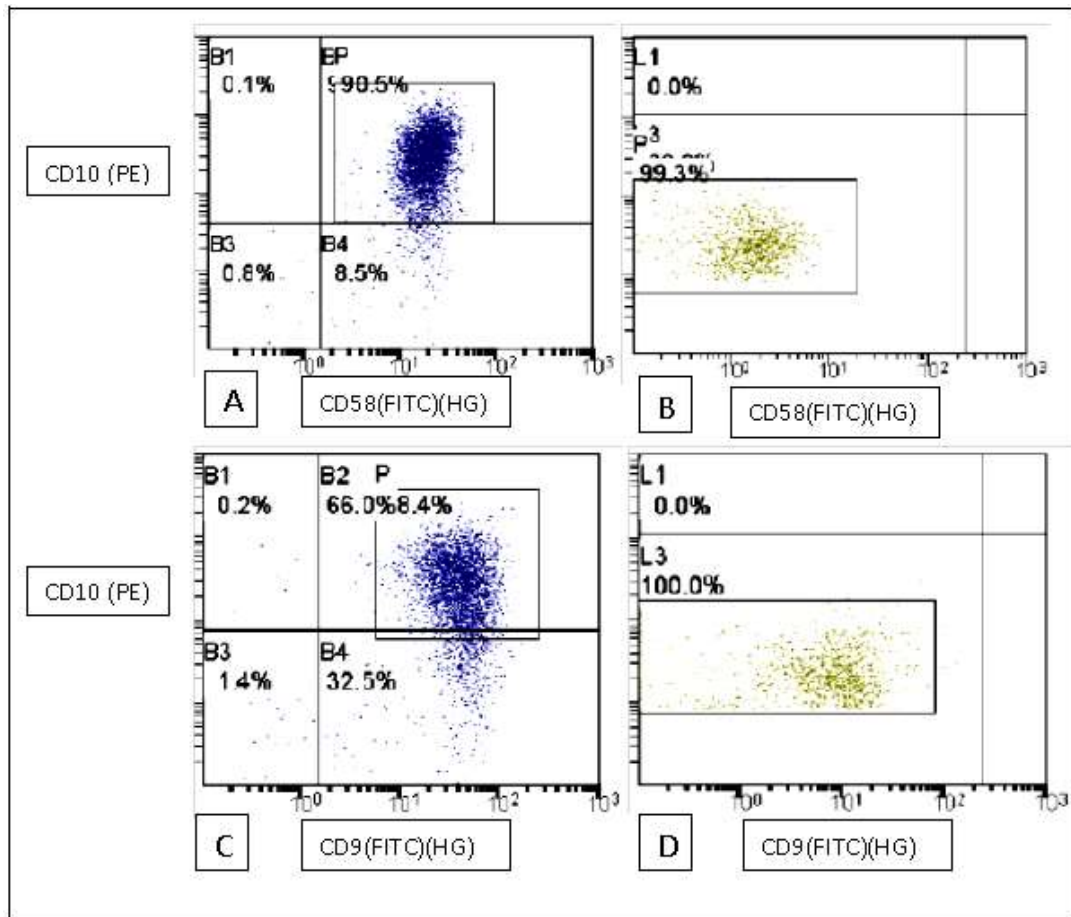 B1
0.1%
BP
90.5%
B3
0.8%
B4
8.5%
CD10 (PE)
10⁰ 10¹ 10² 10³
A
CD58(FITC)(HG)
L1
0.0%
99.3%
10⁰ 10¹ 10² 10³
B
CD58(FITC)(HG)
B1
0.2%
B2 P
66.0% 8.4%
B3
1.4%
B4
32.5%
CD10 (PE)
10⁰ 10¹ 10² 10³
C
CD9(FITC)(HG)
L1
0.0%
L3
100.0%
10⁰ 10¹ 10² 10³
D
CD9(FITC)(HG)